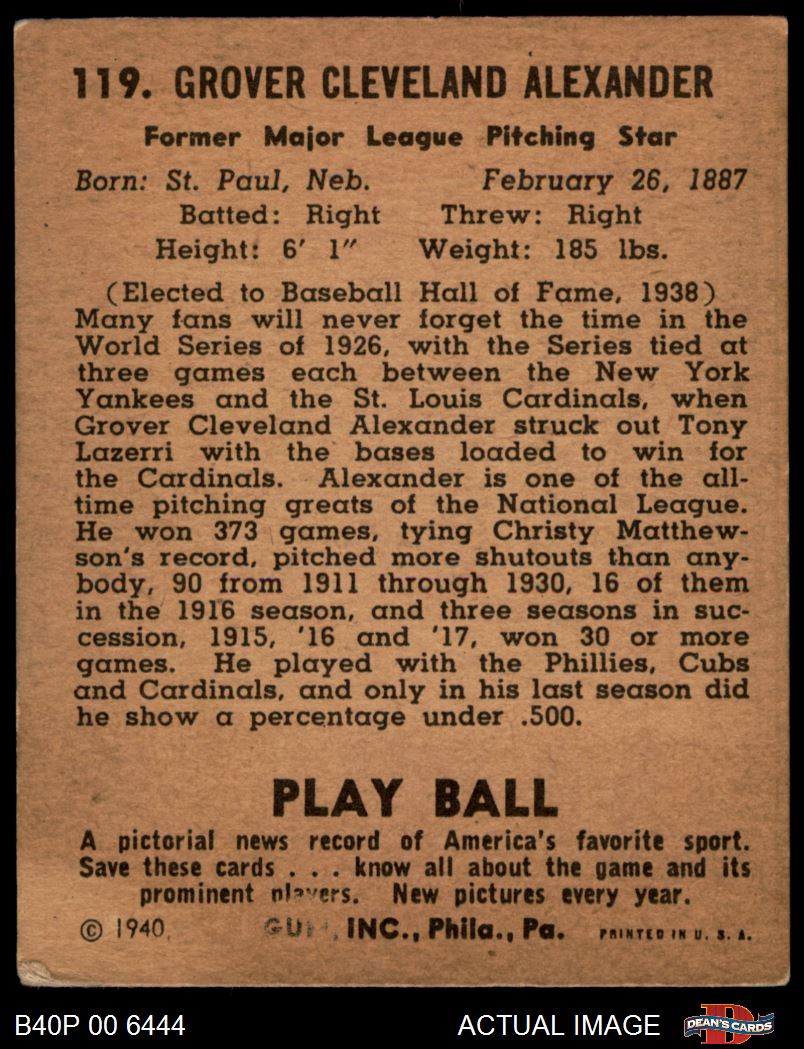 119. GROVER CLEVELAND ALEXANDER
Former Major League Pitching Star
Born: St. Paul, Neb. February 26, 1887
Batted: Right Threw: Right
Height: 6' 1" Weight: 185 lbs.
(Elected to Baseball Hall of Fame, 1938)
Many fans will never forget the time in the
World Series of 1926, with the Series tied at
three games each between the New York
Yankees and the St. Louis Cardinals, when
Grover Cleveland Alexander struck out Tony
Lazerri with the bases loaded to win for
the Cardinals. Alexander is one of the all-
time pitching greats of the National League.
He won 373 games, tying Christy Matthew-
son's record, pitched more shutouts than any-
body, 90 from 1911 through 1930, 16 of them
in the 1916 season, and three seasons in suc-
cession, 1915, '16 and '17, won 30 or more
games. He played with the Phillies, Cubs
and Cardinals, and only in his last season did
he show a percentage under .500.
PLAY BALL
A pictorial news record of America's favorite sport.
Save these cards . . . know all about the game and its
prominent players. New pictures every year.
© 1940, GUM, INC., Phila., Pa. PRINTED IN U. S. A.
B40P 00 6444 ACTUAL IMAGE D DEAN'S CARDS